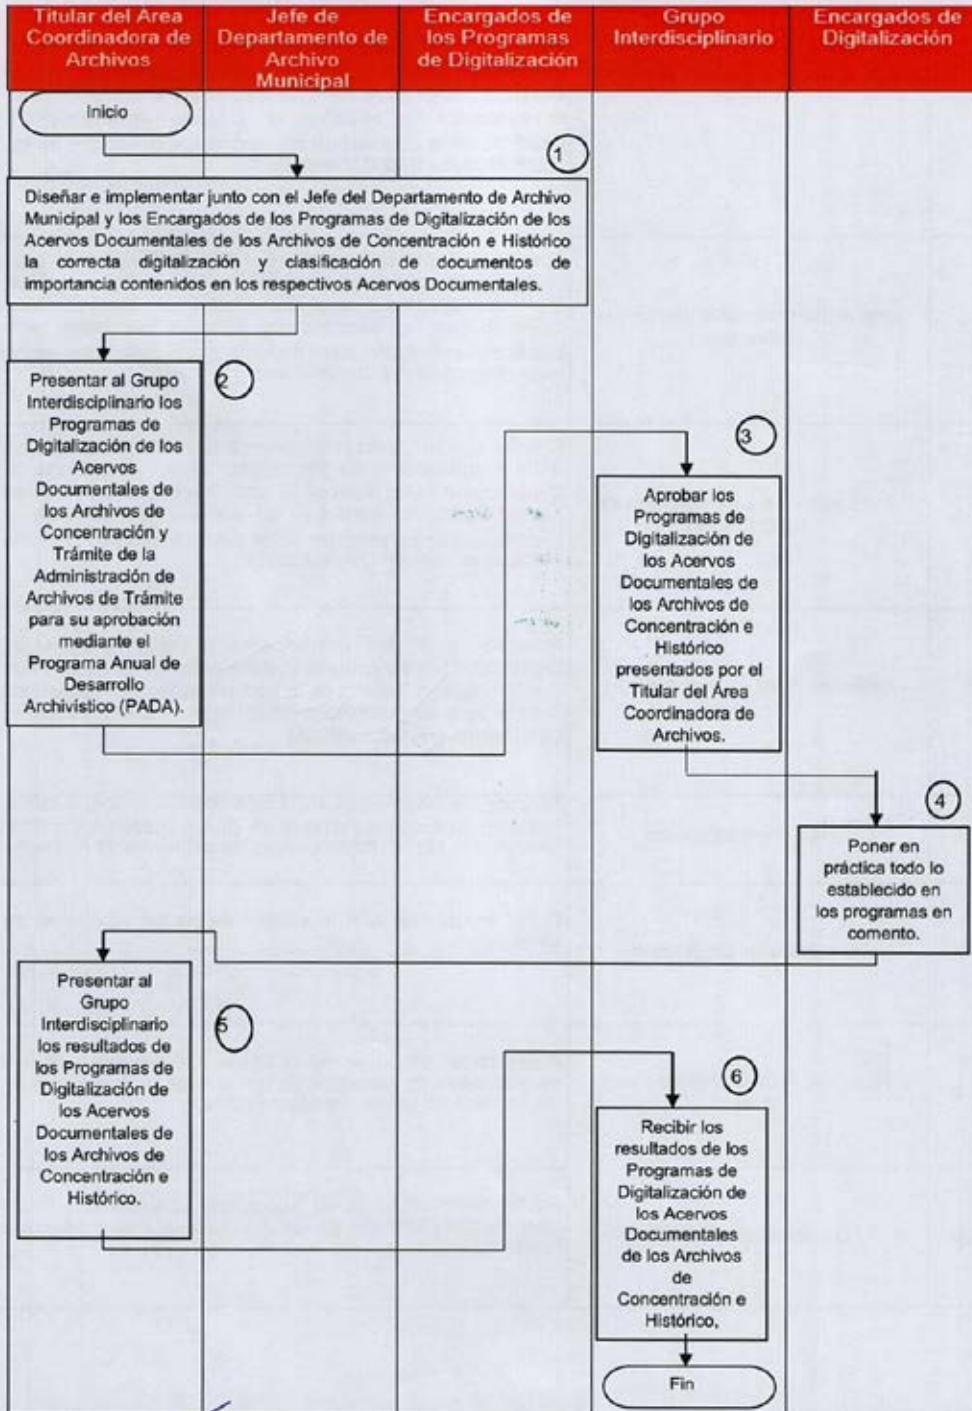 Titular del Área
Coordinadora de
Archivos
Jefe de
Departamento de
Archivo
Municipal
Encargados de
los Programas
de Digitalización
Grupo
Interdisciplinario
Encargados de
Digitalización
Inicio
1
Diseñar e implementar junto con el Jefe del Departamento de Archivo
Municipal y los Encargados de los Programas de Digitalización de los
Acervos Documentales de los Archivos de Concentración e Histórico
la correcta digitalización y clasificación de documentos de
importancia contenidos en los respectivos Acervos Documentales.
2
Presentar al Grupo
Interdisciplinario los
Programas de
Digitalización de los
Acervos
Documentales de
los Archivos de
Concentración y
Trámite de la
Administración de
Archivos de Trámite
para su aprobación
mediante el
Programa Anual de
Desarrollo
Archivístico (PADA).
3
Aprobar los
Programas de
Digitalización de
los Acervos
Documentales de
los Archivos de
Concentración e
Histórico
presentados por el
Titular del Área
Coordinadora de
Archivos.
4
Poner en
práctica todo lo
establecido en
los programas en
comento.
5
Presentar al
Grupo
Interdisciplinario
los resultados de
los Programas de
Digitalización de
los Acervos
Documentales de
los Archivos de
Concentración e
Histórico.
6
Recibir los
resultados de los
Programas de
Digitalización de
los Acervos
Documentales
de los Archivos
de
Concentración e
Histórico,
Fin